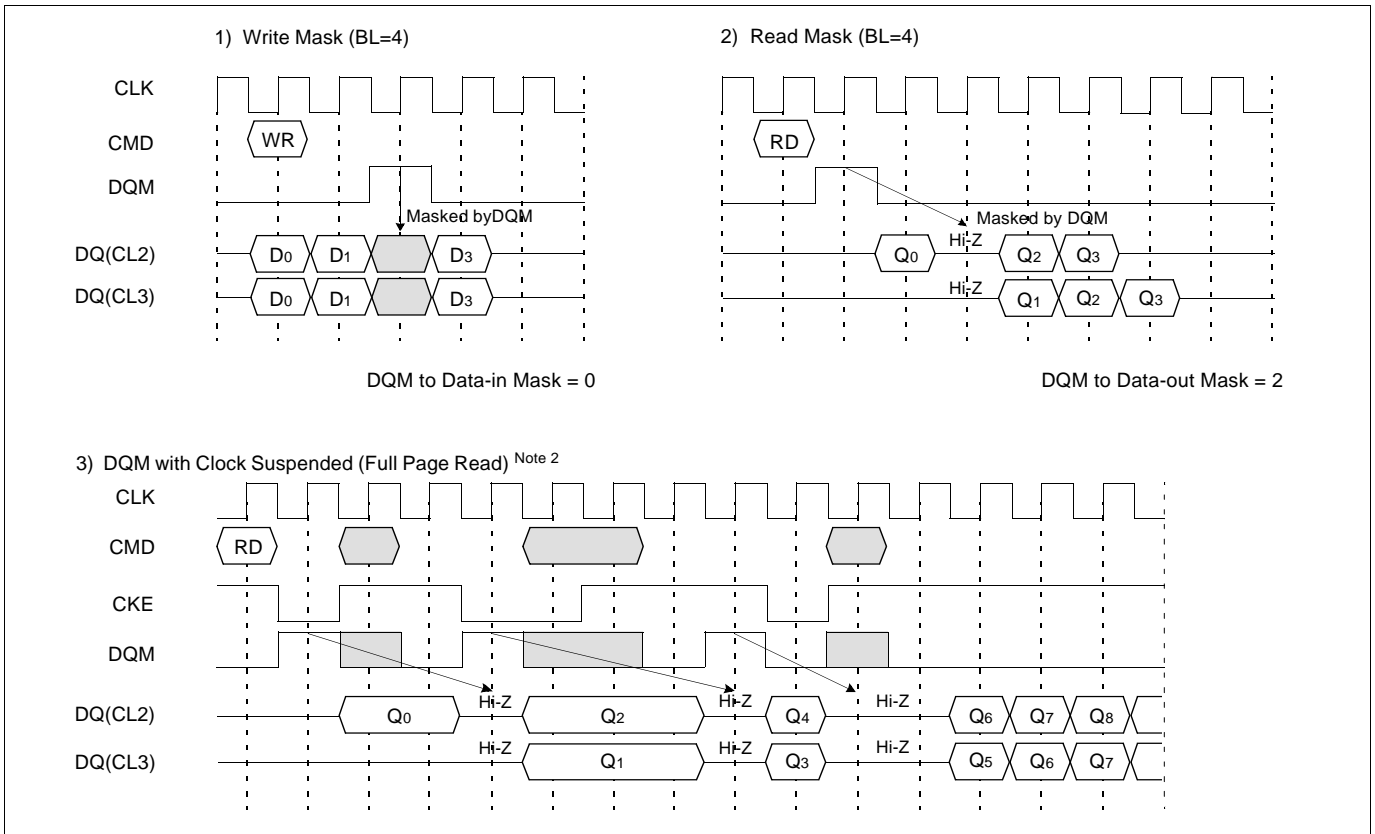 1) Write Mask (BL=4)
2) Read Mask (BL=4)
CLK
CMD
WR
RD
DQM
Masked byDQM
Masked by DQM
DQ(CL2)
D0 D1 D3
Q0 Hi-Z Q2 Q3
DQ(CL3)
D0 D1 D3
Hi-Z Q1 Q2 Q3
DQM to Data-in Mask = 0
DQM to Data-out Mask = 2
3) DQM with Clock Suspended (Full Page Read) Note 2
CLK
CMD
RD
CKE
DQM
DQ(CL2)
Q0 Hi-Z Q2 Hi-Z Q4 Hi-Z Q6 Q7 Q8
DQ(CL3)
Hi-Z Q1 Hi-Z Q3 Hi-Z Q5 Q6 Q7